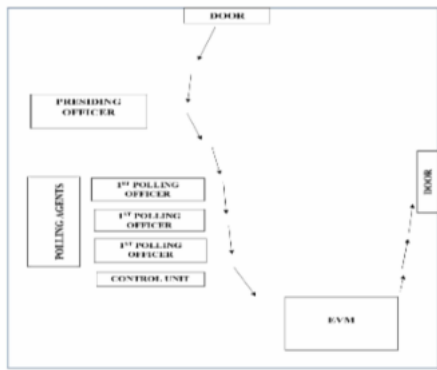 DOOR
PRESIDING
OFFICER
POLLING AGENTS
1ST POLLING
OFFICER
1ST POLLING
OFFICER
1ST POLLING
OFFICER
CONTROL UNIT
DOOR
EVM